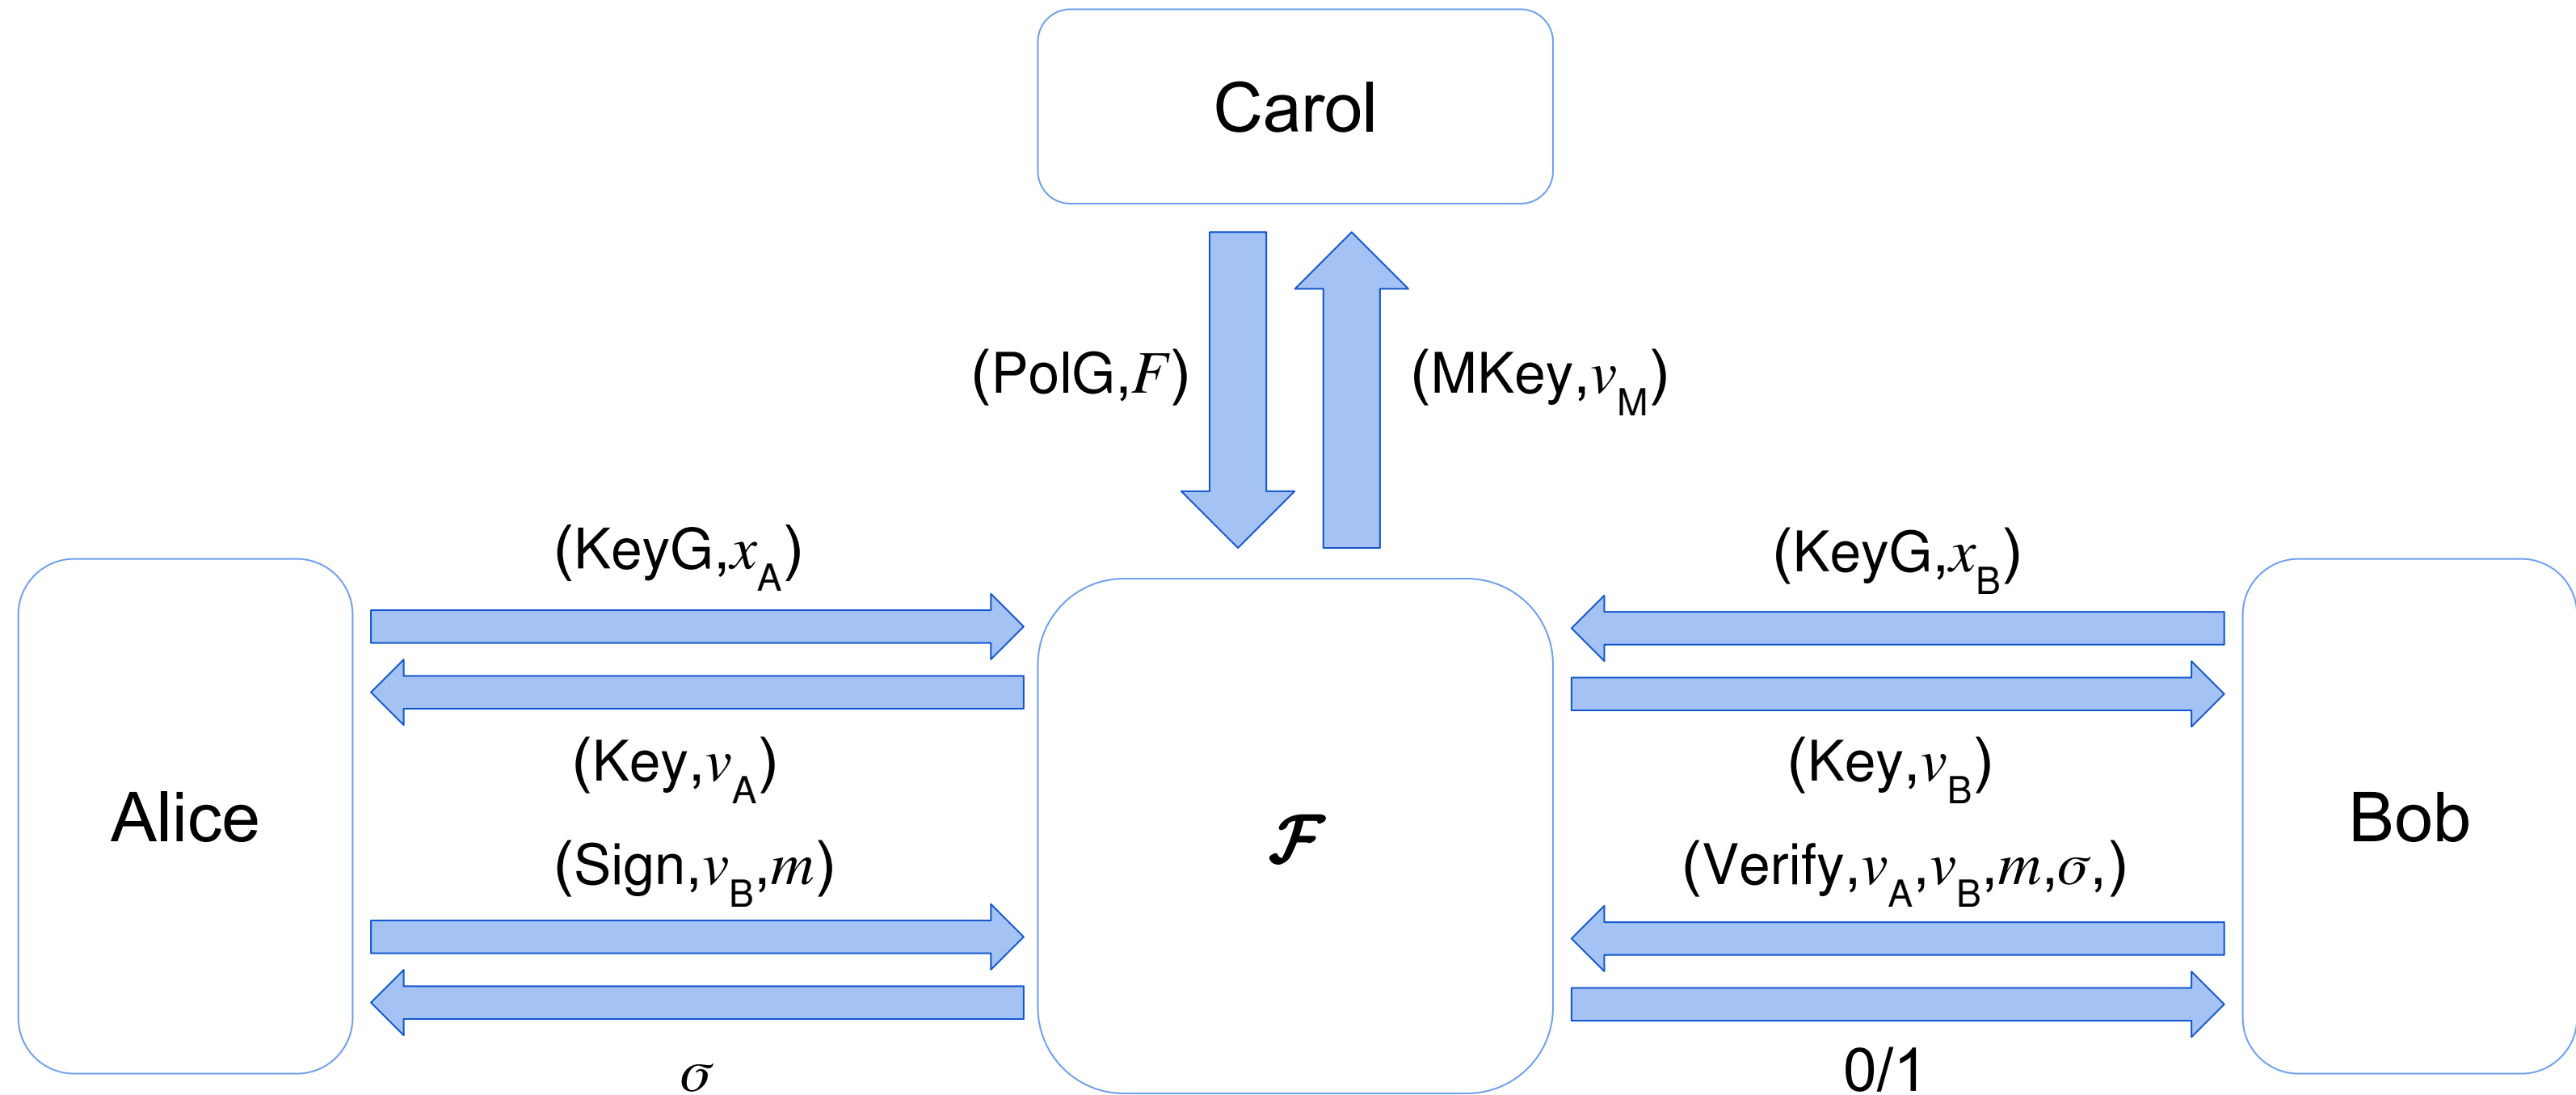 Carol
(PolG,F)
(MKey,v_M)
(KeyG,x_A)
(KeyG,x_B)
(Key,v_A)
(Key,v_B)
Alice
ℱ
Bob
(Sign,v_B,m)
(Verify,v_A,v_B,m,σ,)
σ
0/1